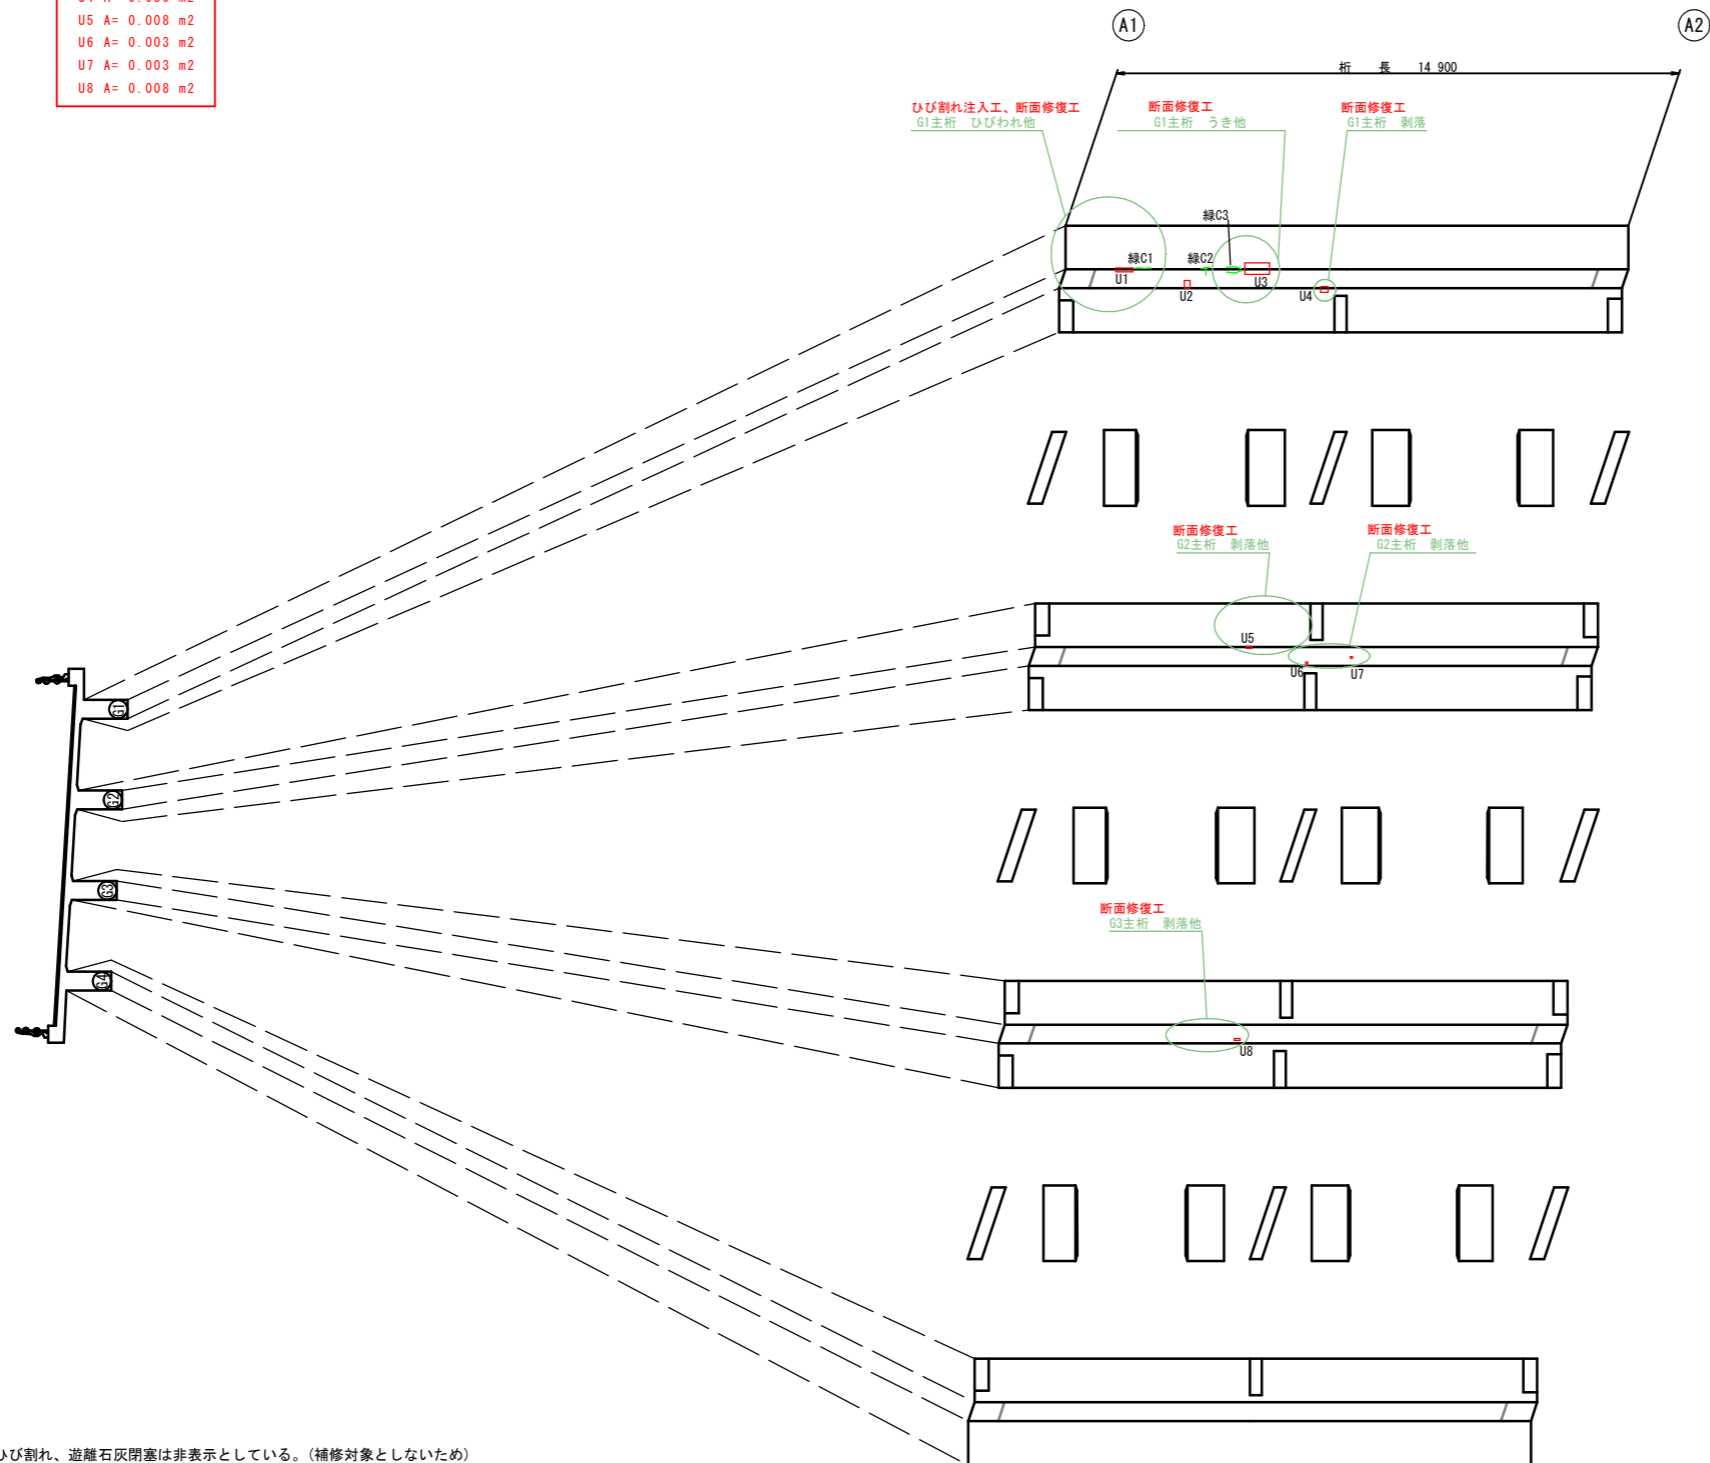 U5 A= 0.008 m2
U6 A= 0.003 m2
U7 A= 0.003 m2
U8 A= 0.008 m2
A1
A2
桁 長 14 900
ひび割れ注入工、断面修復工
G1主桁 ひびわれ他
断面修復工
G1主桁 うき他
断面修復工
G1主桁 剥落
緑C3
緑C1
緑C2
U1
U2
U3
U4
断面修復工
G2主桁 剥落他
断面修復工
G2主桁 剥落他
U5
U6
U7
G1
G2
G3
G4
断面修復工
G3主桁 剥落他
U8
ひび割れ、遊離石灰閉塞は非表示としている。(補修対象としないため)